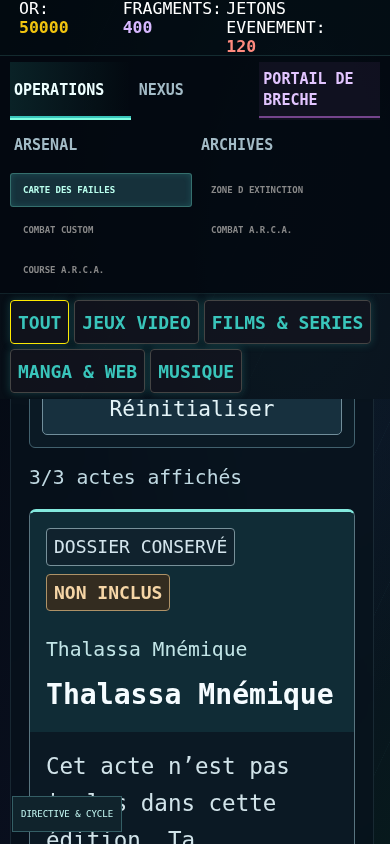 OR:
50000
FRAGMENTS:
400
JETONS
EVENEMENT:
120
OPERATIONS
NEXUS
PORTAIL DE
BRECHE
ARSENAL
ARCHIVES
CARTE DES FAILLES
ZONE D EXTINCTION
COMBAT CUSTOM
COMBAT A.R.C.A.
COURSE A.R.C.A.
TOUT
JEUX VIDEO
FILMS & SERIES
MANGA & WEB
MUSIQUE
Réinitialiser
3/3 actes affichés
DOSSIER CONSERVÉ
NON INCLUS
Thalassa Mnémique
Thalassa Mnémique
Cet acte n’est pas
dans cette
édition. Ta
DIRECTIVE & CYCLE